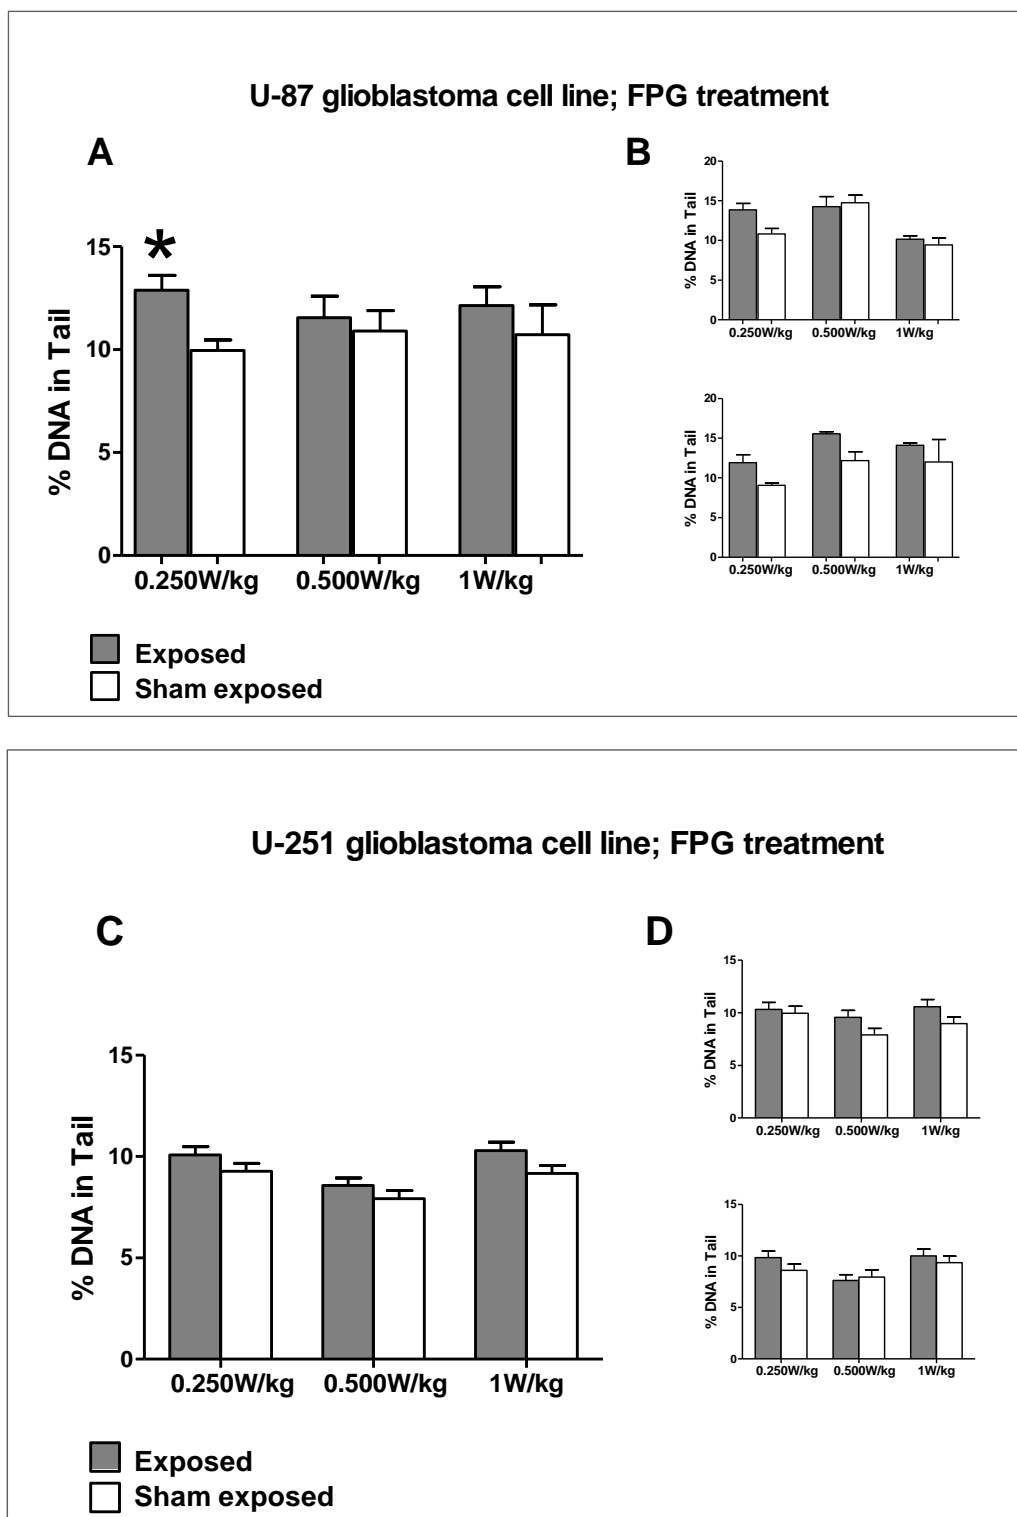 U-87 glioblastoma cell line; FPG treatment
A
*
15
10
5
0
% DNA in Tail
0.250W/kg 0.500W/kg 1W/kg
Exposed
Sham exposed
B
20
15
10
5
0
% DNA in Tail
0.250W/kg 0.500W/kg 1W/kg
20
15
10
5
0
% DNA in Tail
0.250W/kg 0.500W/kg 1W/kg
U-251 glioblastoma cell line; FPG treatment
C
15
10
5
0
% DNA in Tail
0.250W/kg 0.500W/kg 1W/kg
Exposed
Sham exposed
D
15
10
5
0
% DNA in Tail
0.250W/kg 0.500W/kg 1W/kg
15
10
5
0
% DNA in Tail
0.250W/kg 0.500W/kg 1W/kg